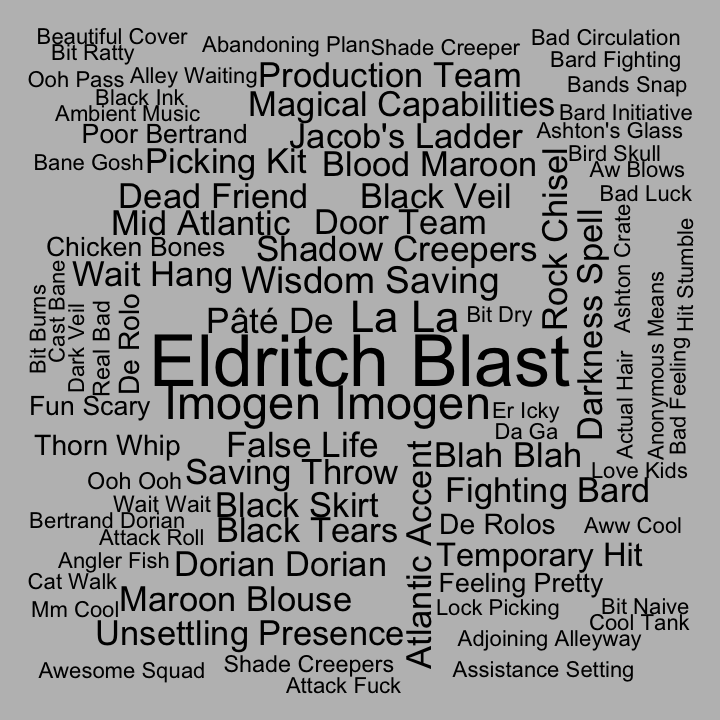 Beautiful Cover
Bit Ratty
Abandoning Plan
Shade Creeper
Bad Circulation
Bard Fighting
Ooh Pass
Alley Waiting
Production Team
Bands Snap
Black Ink
Ambient Music
Magical Capabilities
Bard Initiative
Poor Bertrand
Jacob's Ladder
Ashton's Glass
Bane Gosh
Picking Kit
Blood Maroon
Bird Skull
Aw Blows
Dead Friend
Black Veil
Bad Luck
Mid Atlantic
Door Team
Rock Chisel
Darkness Spell
Ashton Crate
Hit Stumble
Chicken Bones
Shadow Creepers
Wait Hang
Wisdom Saving
Bit Burns
Cast Bane
Dark Veil
Real Bad
De Rolo
Pâté De
La La
Bit Dry
Anonymous Means
Eldritch Blast
Actual Hair
Bad Feeling
Fun Scary
Imogen Imogen
Er Icky
Da Ga
Thorn Whip
False Life
Atlantic Accent
Blah Blah
Love Kids
Ooh Ooh
Saving Throw
Fighting Bard
Wait Wait
Black Skirt
Bertrand Dorian
Attack Roll
Black Tears
De Rolos
Aww Cool
Angler Fish
Dorian Dorian
Temporary Hit
Cat Walk
Feeling Pretty
Mm Cool
Maroon Blouse
Lock Picking
Bit Naive
Cool Tank
Unsettling Presence
Adjoining Alleyway
Awesome Squad
Shade Creepers
Assistance Setting
Attack Fuck